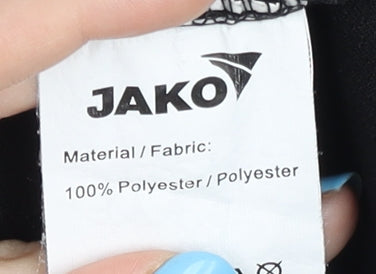 JAKO
Material / Fabric:
100% Polyester / Polyester